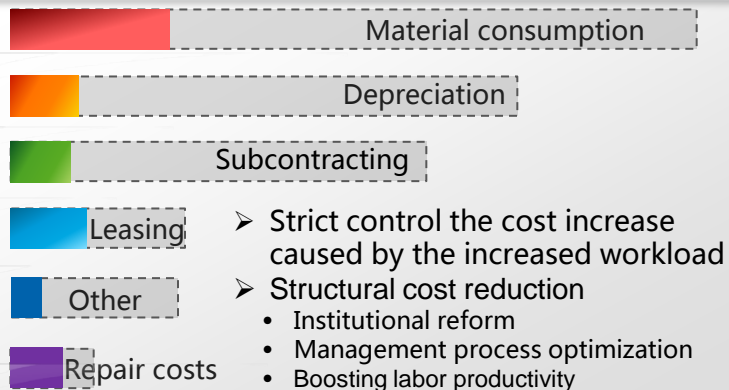 Material consumption
Depreciation
Subcontracting
Leasing
Other
Repair costs
➢ Strict control the cost increase
caused by the increased workload
➢ Structural cost reduction
• Institutional reform
• Management process optimization
• Boosting labor productivity